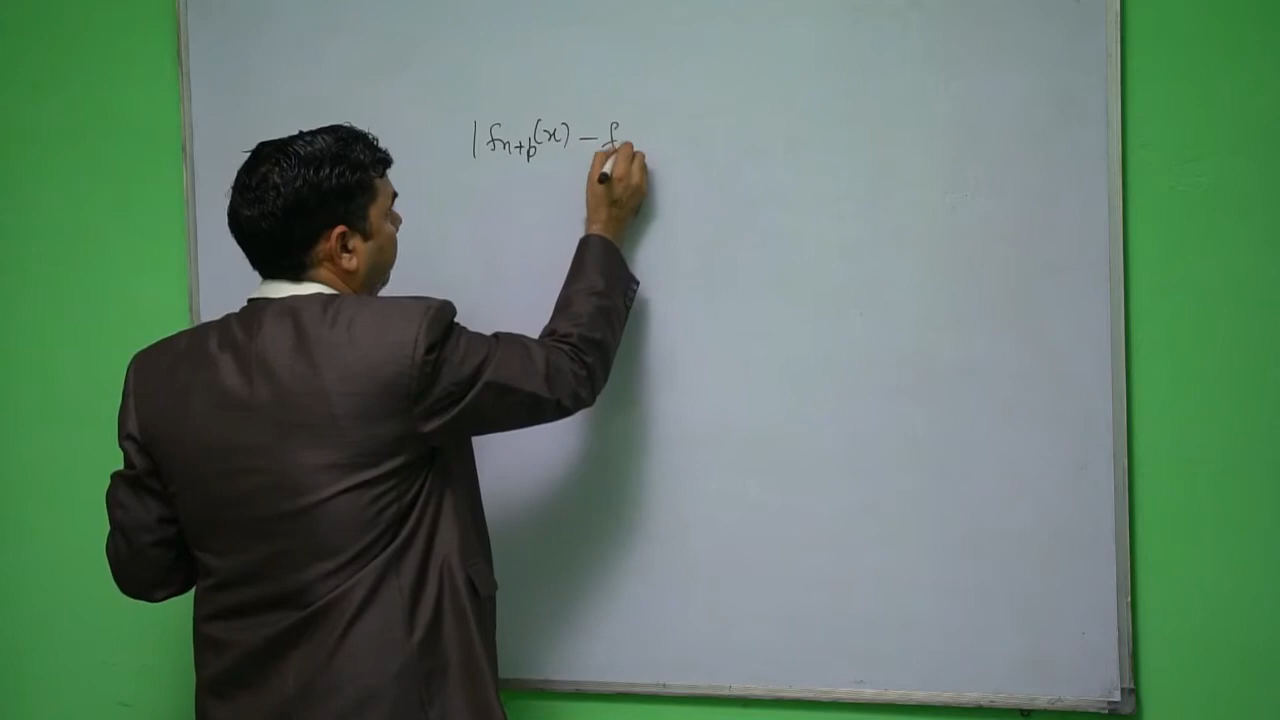 | fn+p(x) – f